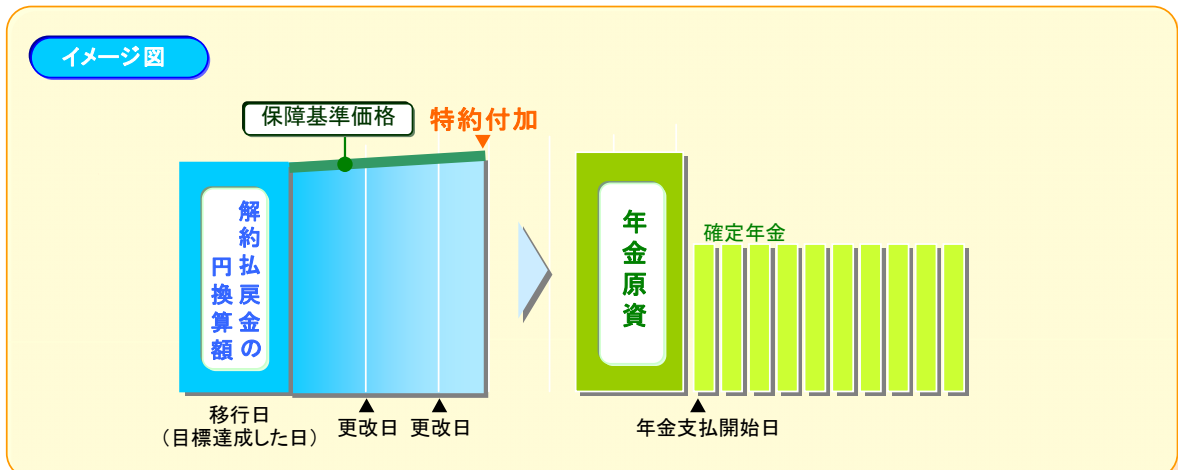 イメージ図
保障基準価格
特約付加
解約払戻金の
円換算額
年金原資
確定年金
移行日
(目標達成した日)
更改日
更改日
年金支払開始日